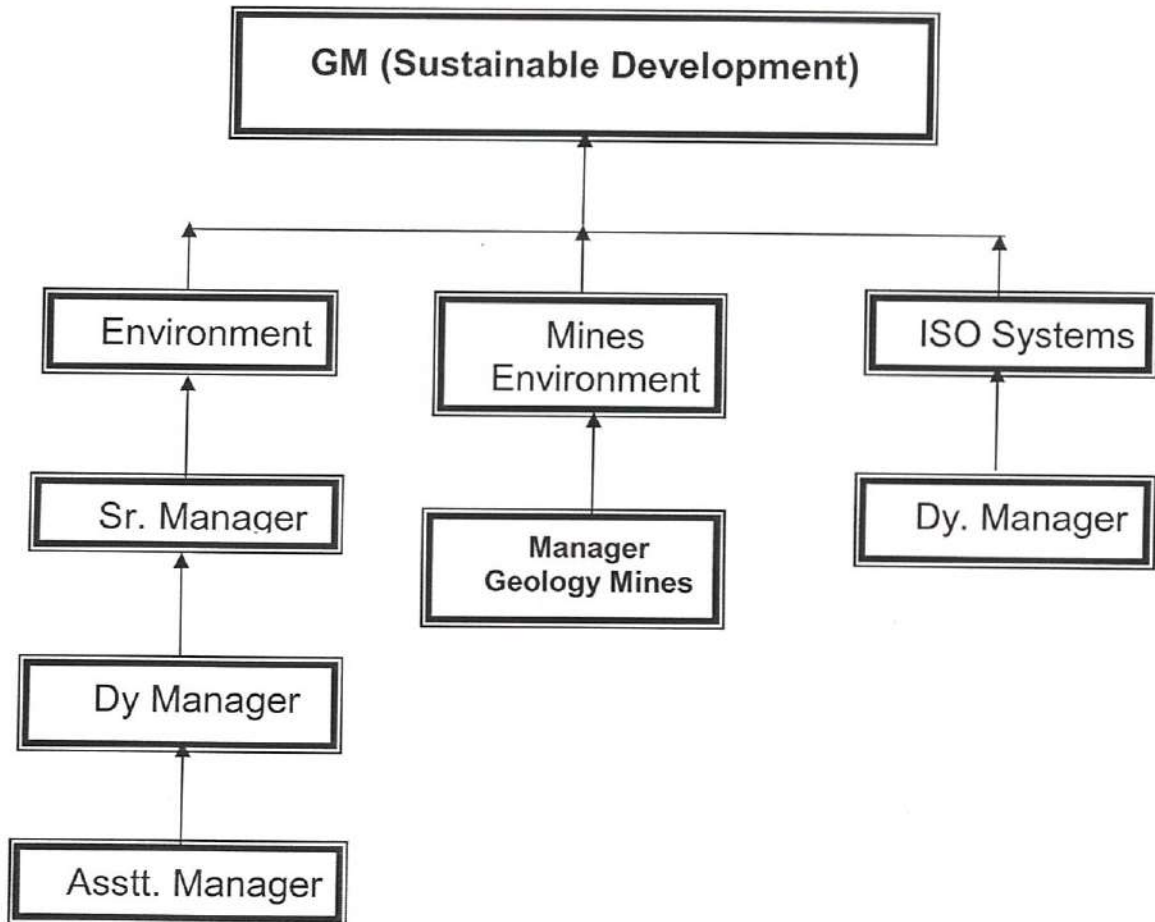 GM (Sustainable Development)
Environment
Mines
Environment
ISO Systems
Sr. Manager
Manager
Geology Mines
Dy. Manager
Dy Manager
Asstt. Manager